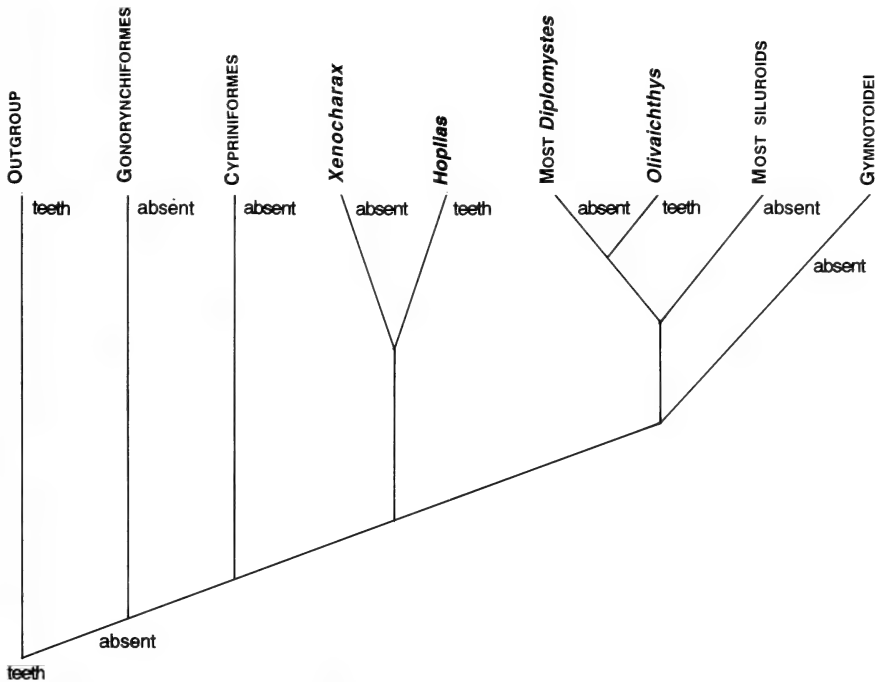 OUTGROUP
GONORYNCHIFORMES
CYPRINIFORMES
Xenocharax
Hoplias
MOST Diplomystes
Olivaichthys
MOST SILUROIDS
GYMNOTOIDEI
teeth
absent
absent
absent
teeth
absent
teeth
absent
absent
absent
teeth